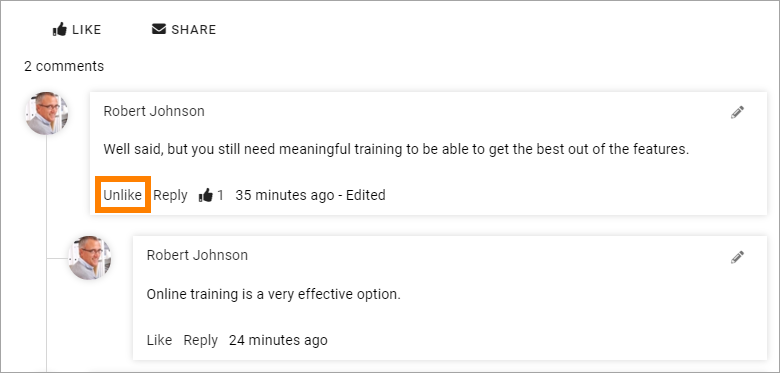 LIKE SHARE
2 comments
Robert Johnson
Well said, but you still need meaningful training to be able to get the best out of the features.
Unlike Reply 1 35 minutes ago - Edited
Robert Johnson
Online training is a very effective option.
Like Reply 24 minutes ago